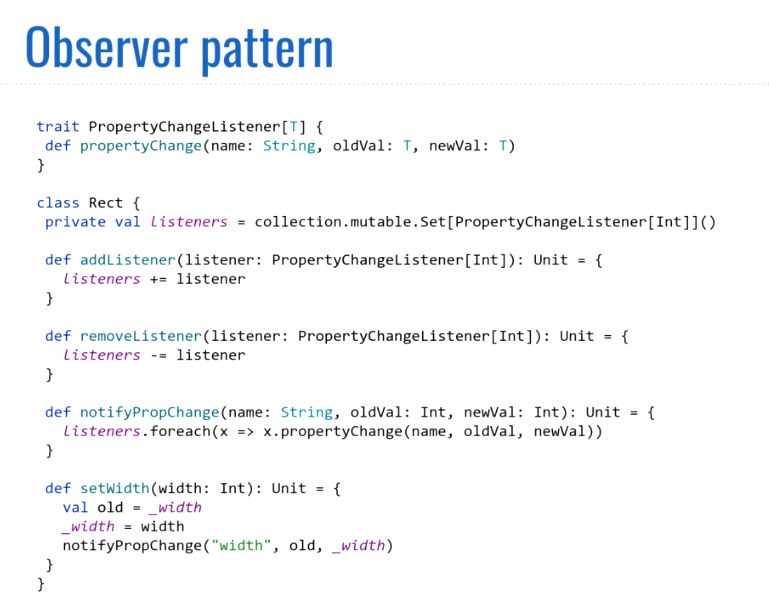 Observer pattern
trait PropertyChangeListener[T] {
def propertyChange(name: String, oldVal: T, newVal: T)
}
class Rect {
private val listeners = collection.mutable.Set[PropertyChangeListener[Int]]()
def addListener(listener: PropertyChangeListener[Int]): Unit = {
listeners += listener
}
def removeListener(listener: PropertyChangeListener[Int]): Unit = {
listeners -= listener
}
def notifyPropChange(name: String, oldVal: Int, newVal: Int): Unit = {
listeners.foreach(x => x.propertyChange(name, oldVal, newVal))
}
def setWidth(width: Int): Unit = {
val old = _width
_width = width
notifyPropChange("width", old, _width)
}
}